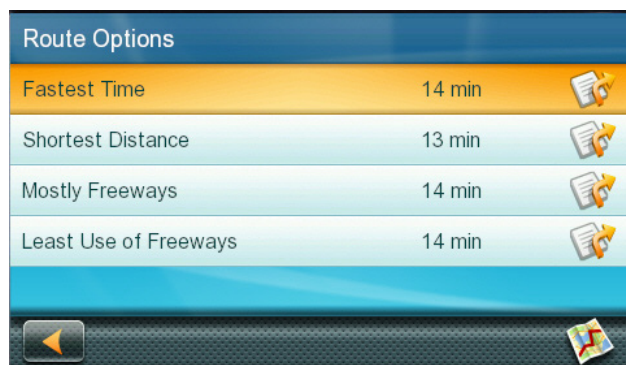 Route Options
Fastest Time 14 min
Shortest Distance 13 min
Mostly Freeways 14 min
Least Use of Freeways 14 min